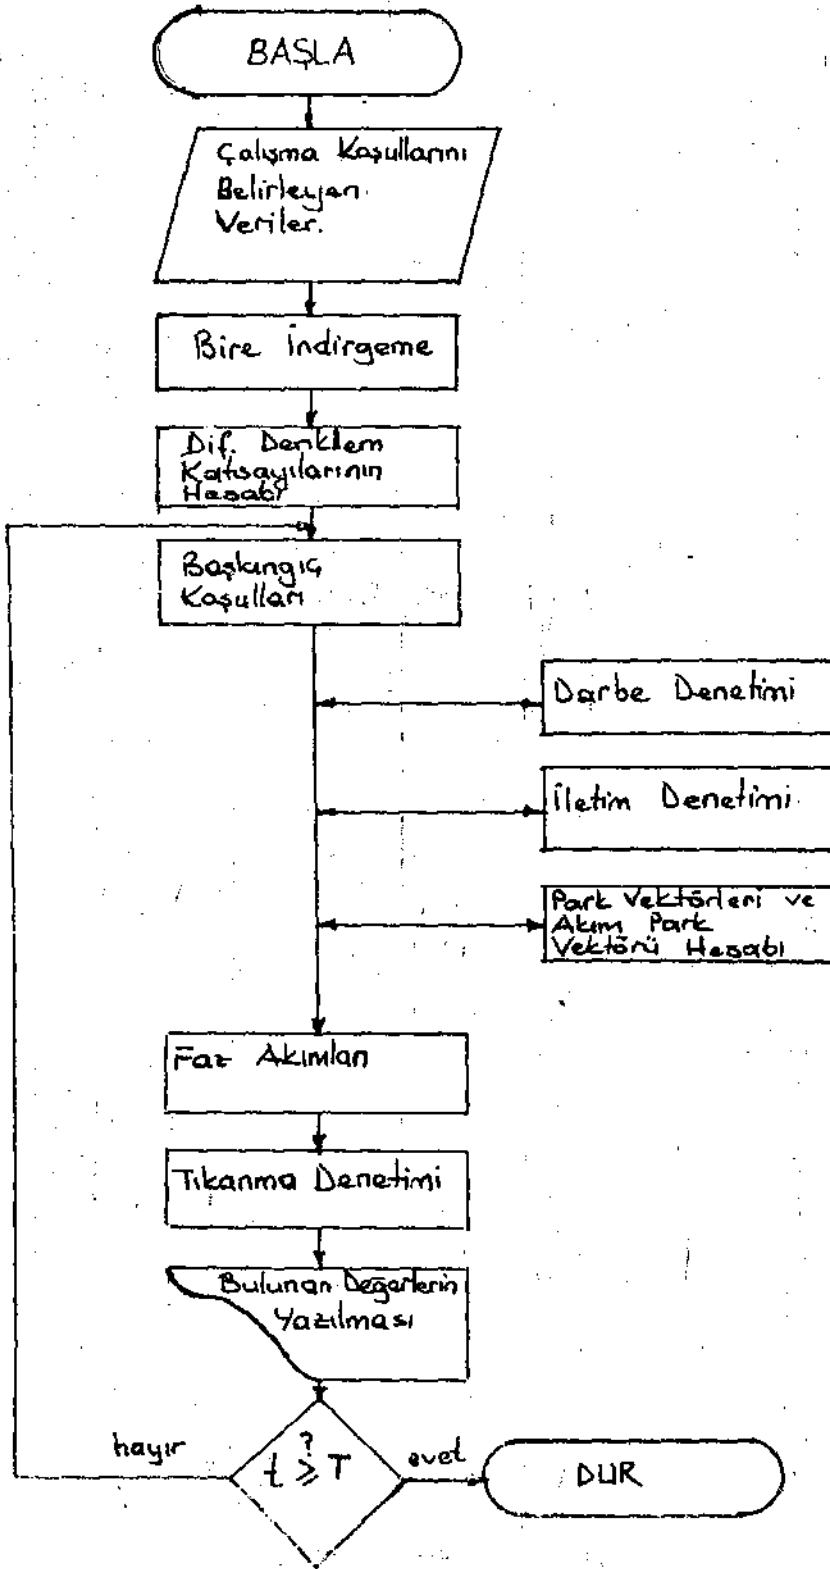 BAŞLA
Çalışma Koşullarını
Belirleyen
Veriler.
Bire İndirgeme
Dif. Denklem
Katsayılarının
Hesabı
Başlangıç
Koşulları
Darbe Denetimi
İletim Denetimi
Park Vektörleri ve
Akım Park
Vektörü Hesabı
Faz Akımları
Tıkanma Denetimi
Bulunan Değerlerin
Yazılması
hayır
?
t ≥ T
evet
DUR